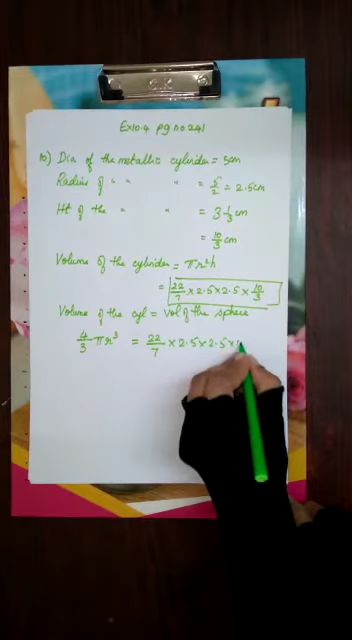 Ex10.4 pg no 241
10) Dia of the metallic cylinder = 5cm
Radius of " " " = 5/2 = 2.5cm
Ht of the " " = 3 1/3 cm
= 10/3 cm
Volume of the cylinder = πr²h
= 22/7 × 2.5 × 2.5 × 10/3
Volume of the cyl = Vol of the sphere
4/3 πr³ = 22/7 × 2.5 × 2.5 ×